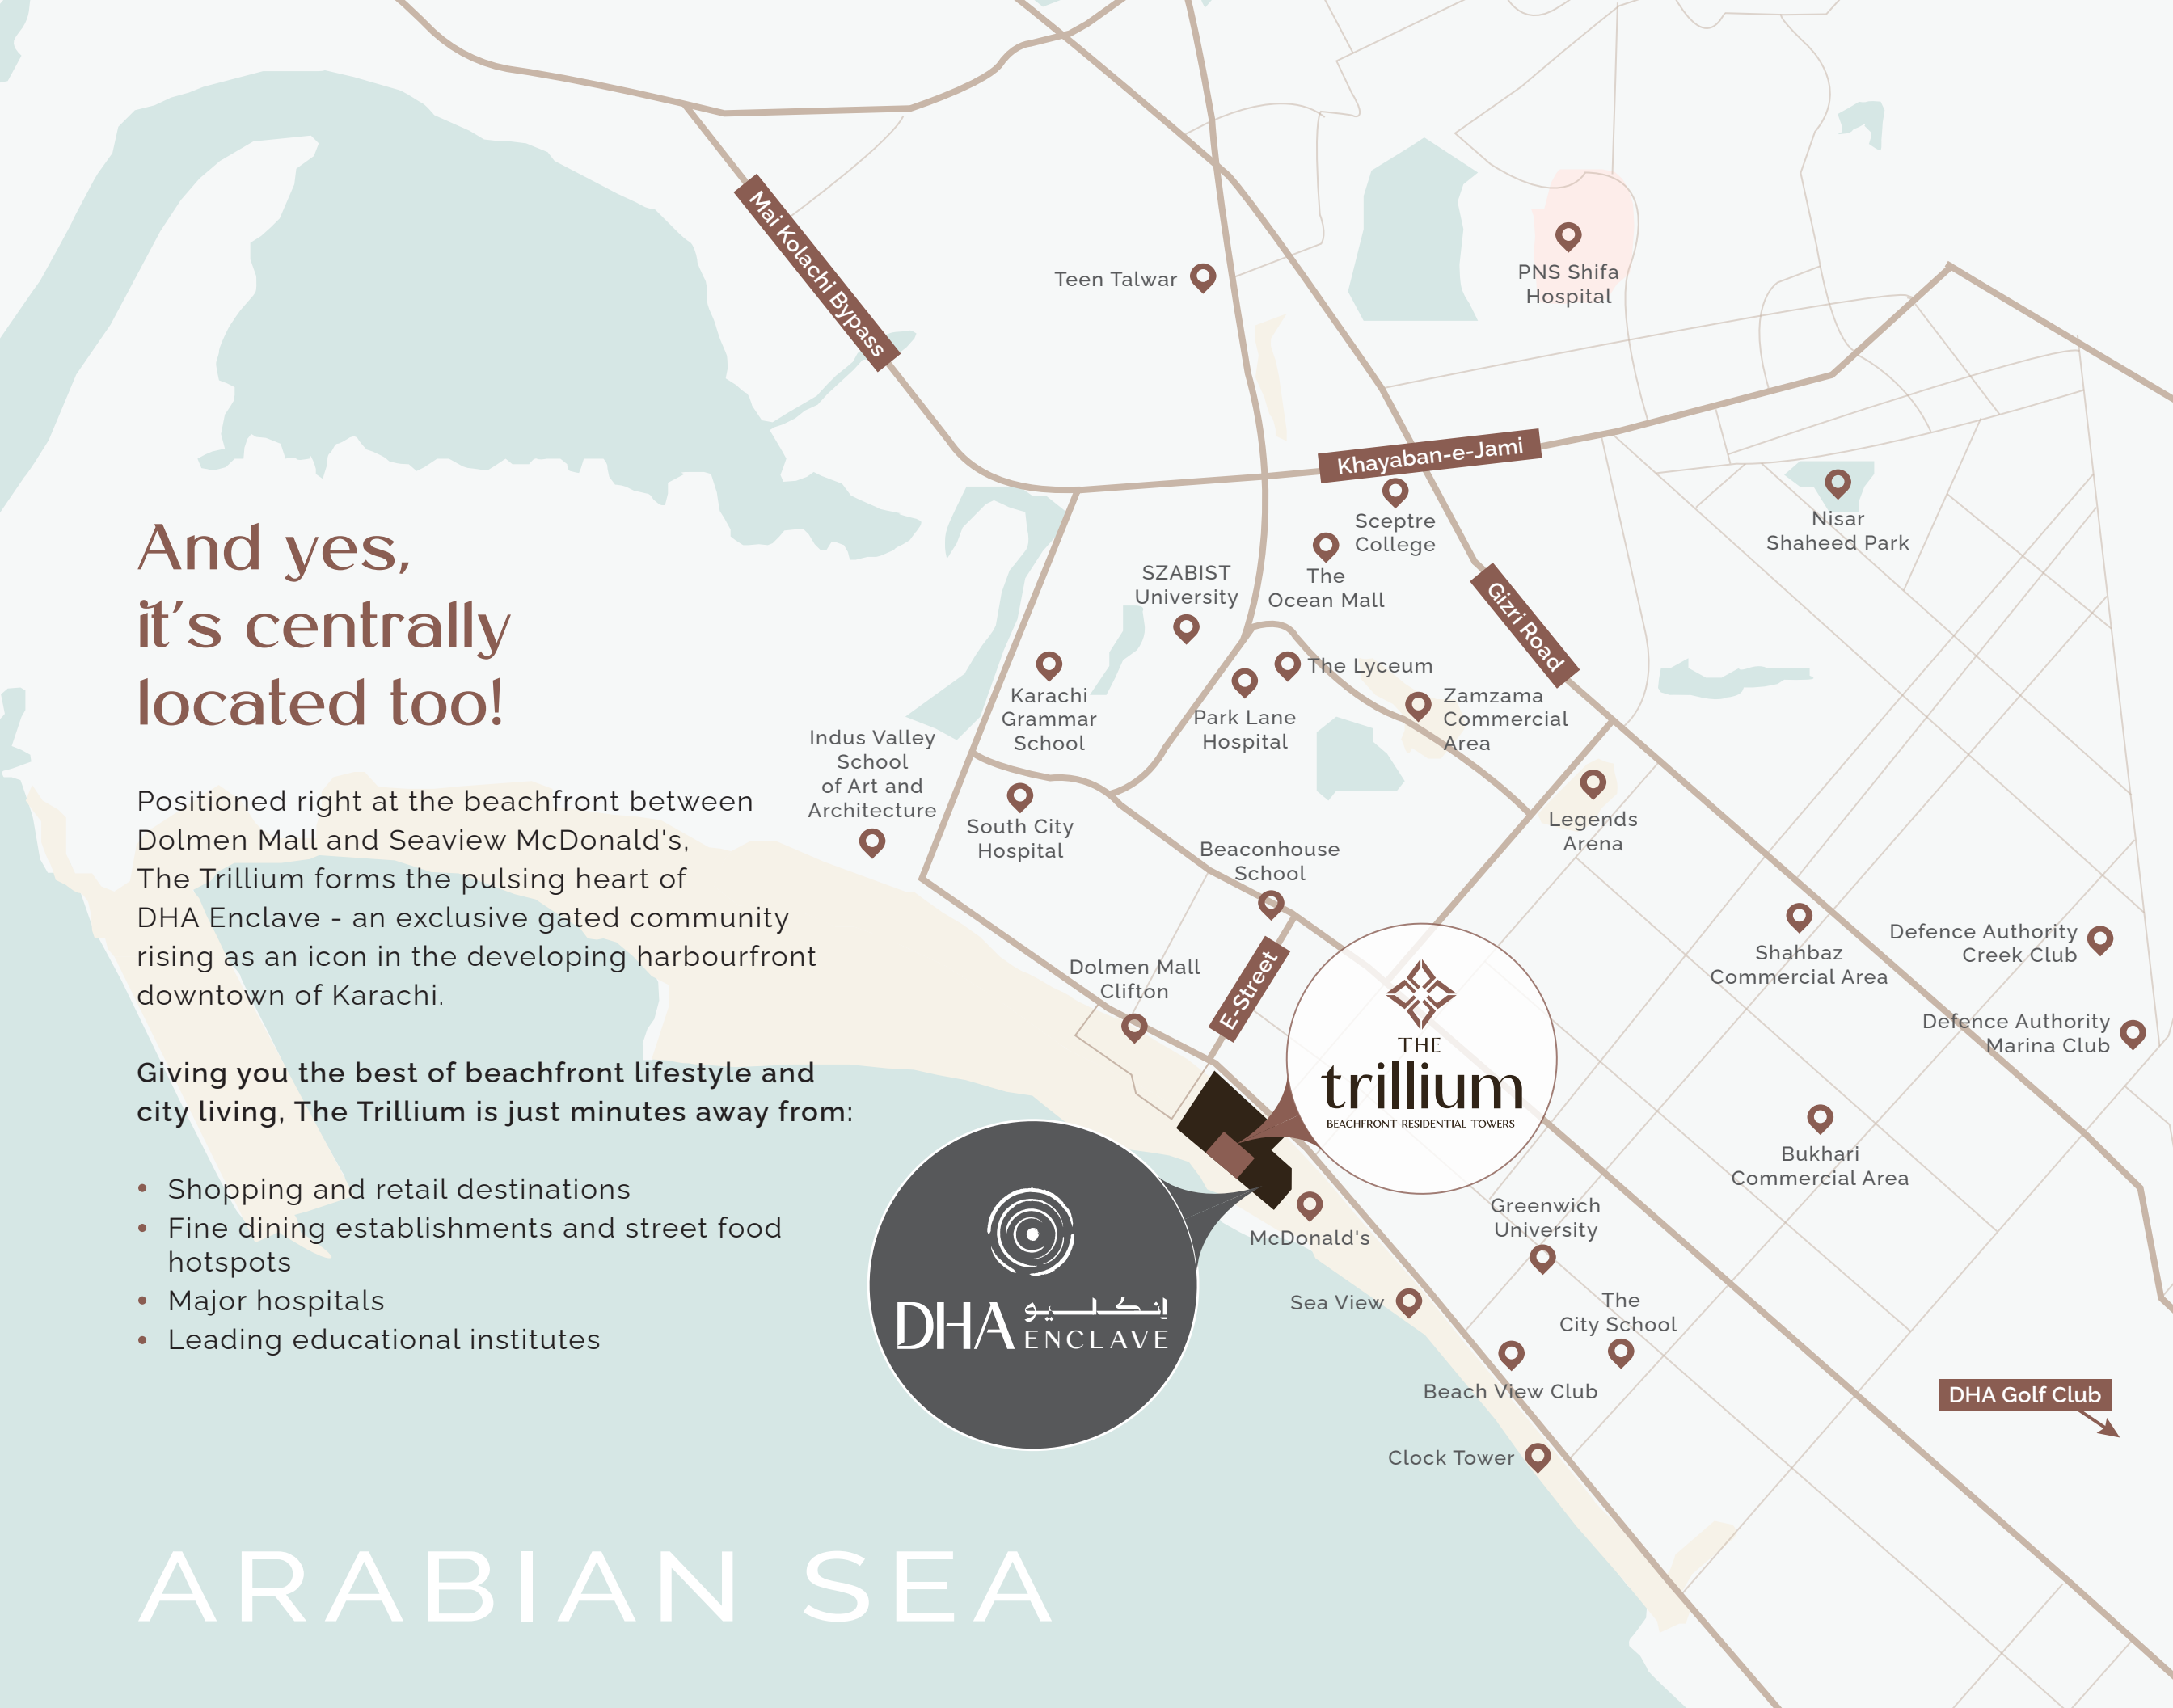 And yes,
it's centrally
located too!
Positioned right at the beachfront between
Dolmen Mall and Seaview McDonald's,
The Trillium forms the pulsing heart of
DHA Enclave - an exclusive gated community
rising as an icon in the developing harbourfront
downtown of Karachi.
Giving you the best of beachfront lifestyle and
city living, The Trillium is just minutes away from:
• Shopping and retail destinations
• Fine dining establishments and street food
hotspots
• Major hospitals
• Leading educational institutes
ARABIAN SEA
Mai Kolachi Bypass
Teen Talwar
PNS Shifa
Hospital
Khayaban-e-Jami
Sceptre
College
The
Ocean Mall
Nisar
Shaheed Park
SZABIST
University
Gizri Road
Karachi
Grammar
School
The Lyceum
Park Lane
Hospital
Zamzama
Commercial
Area
Indus Valley
School
of Art and
Architecture
South City
Hospital
Legends
Arena
Beaconhouse
School
Dolmen Mall
Clifton
E-Street
Shahbaz
Commercial Area
Defence Authority
Creek Club
Defence Authority
Marina Club
THE
trillium
BEACHFRONT RESIDENTIAL TOWERS
Bukhari
Commercial Area
DHA
إنكليو
ENCLAVE
McDonald's
Greenwich
University
Sea View
The
City School
Beach View Club
Clock Tower
DHA Golf Club